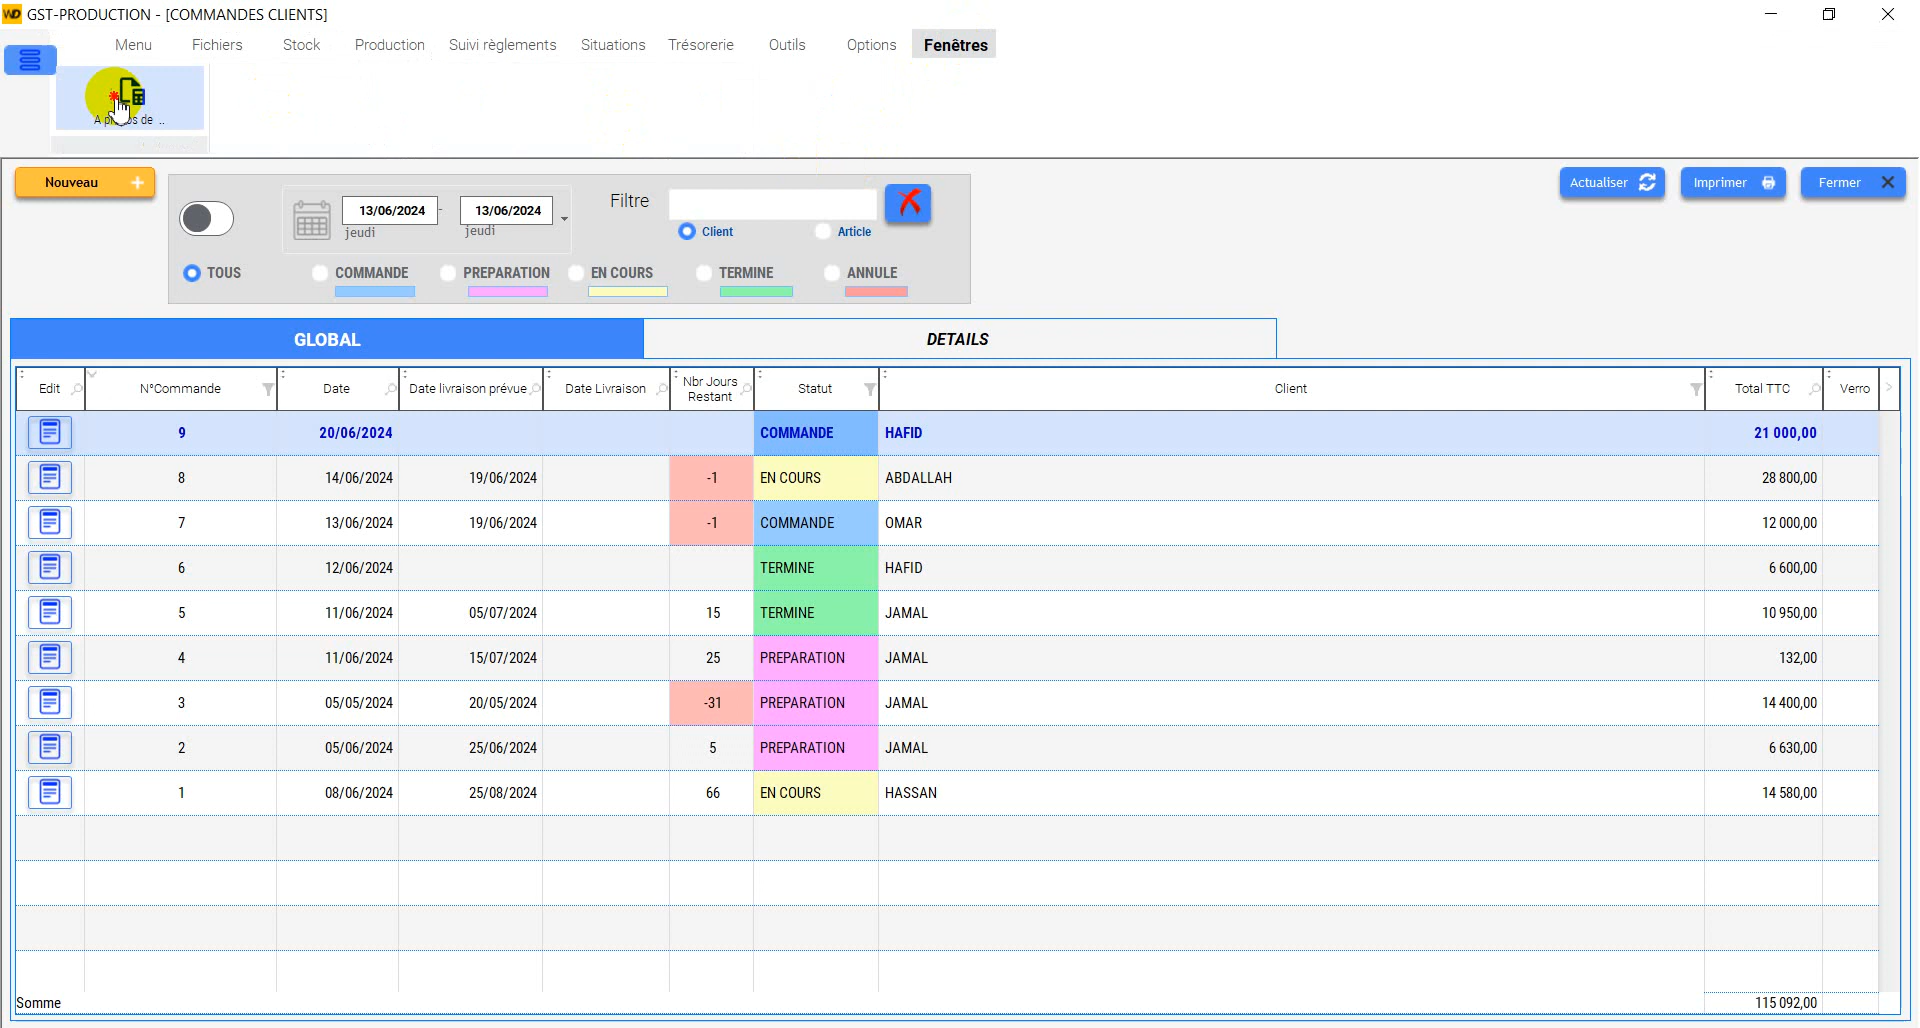 GST-PRODUCTION - [COMMANDES CLIENTS]
Menu Fichiers Stock Production Suivi règlements Situations Trésorerie Outils Options Fenêtres
Nouveau
Actualiser Imprimer Fermer
13/06/2024 - 13/06/2024
jeudi jeudi
Filtre
Client Article
TOUS COMMANDE PREPARATION EN COURS TERMINE ANNULE
GLOBAL DETAILS
Edit N°Commande Date Date livraison prévue Date Livraison Nbr Jours Restant Statut Client Total TTC Verro
9 20/06/2024 COMMANDE HAFID 21 000,00
8 14/06/2024 19/06/2024 -1 EN COURS ABDALLAH 28 800,00
7 13/06/2024 19/06/2024 -1 COMMANDE OMAR 12 000,00
6 12/06/2024 TERMINE HAFID 6 600,00
5 11/06/2024 05/07/2024 15 TERMINE JAMAL 10 950,00
4 11/06/2024 15/07/2024 25 PREPARATION JAMAL 132,00
3 05/05/2024 20/05/2024 -31 PREPARATION JAMAL 14 400,00
2 05/06/2024 25/06/2024 5 PREPARATION JAMAL 6 630,00
1 08/06/2024 25/08/2024 66 EN COURS HASSAN 14 580,00
Somme 115 092,00